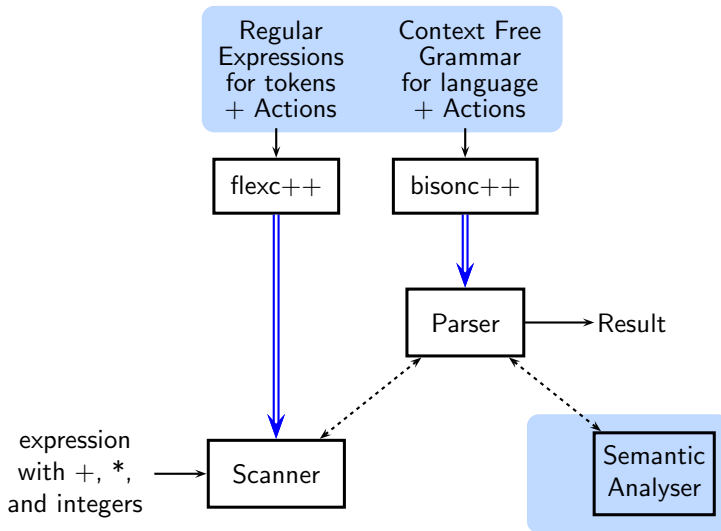 Regular
Expressions
for tokens
+ Actions
Context Free
Grammar
for language
+ Actions
flexc++
bisonc++
Parser
Result
expression
with +, *,
and integers
Scanner
Semantic
Analyser